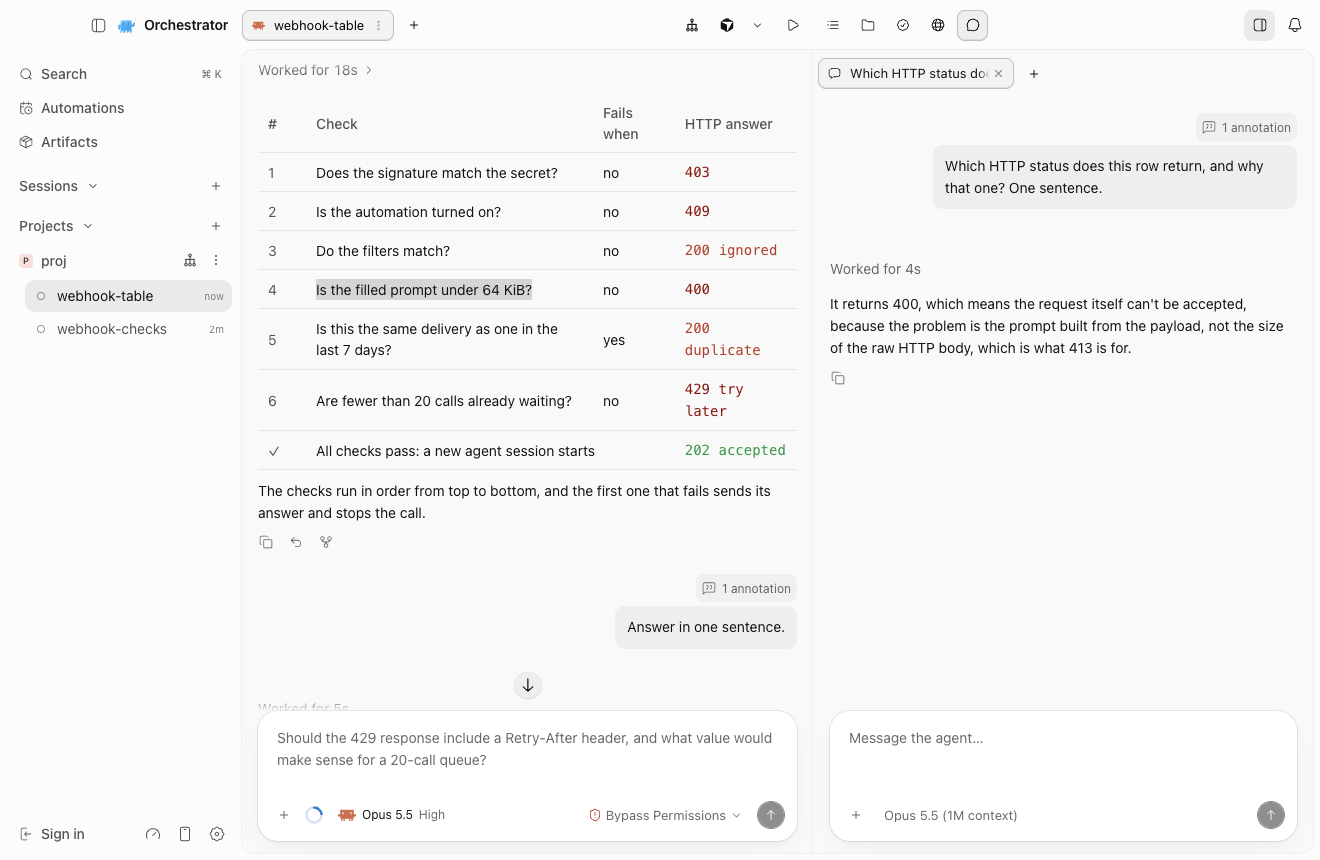 Orchestrator
webhook-table
Search
⌘ K
Automations
Artifacts
Sessions
Projects
P
proj
webhook-table
now
webhook-checks
2m
Sign in
Worked for 18s
# Check Fails when HTTP answer
1 Does the signature match the secret? no 403
2 Is the automation turned on? no 409
3 Do the filters match? no 200 ignored
4 Is the filled prompt under 64 KiB? no 400
5 Is this the same delivery as one in the last 7 days? yes 200 duplicate
6 Are fewer than 20 calls already waiting? no 429 try later
✓ All checks pass: a new agent session starts 202 accepted
The checks run in order from top to bottom, and the first one that fails sends its
answer and stops the call.
1 annotation
Answer in one sentence.
Worked for 5s
Should the 429 response include a Retry-After header, and what value would
make sense for a 20-call queue?
Opus 5.5 High
Bypass Permissions
Which HTTP status do
1 annotation
Which HTTP status does this row return, and why
that one? One sentence.
Worked for 4s
It returns 400, which means the request itself can't be accepted,
because the problem is the prompt built from the payload, not the size
of the raw HTTP body, which is what 413 is for.
Message the agent…
Opus 5.5 (1M context)